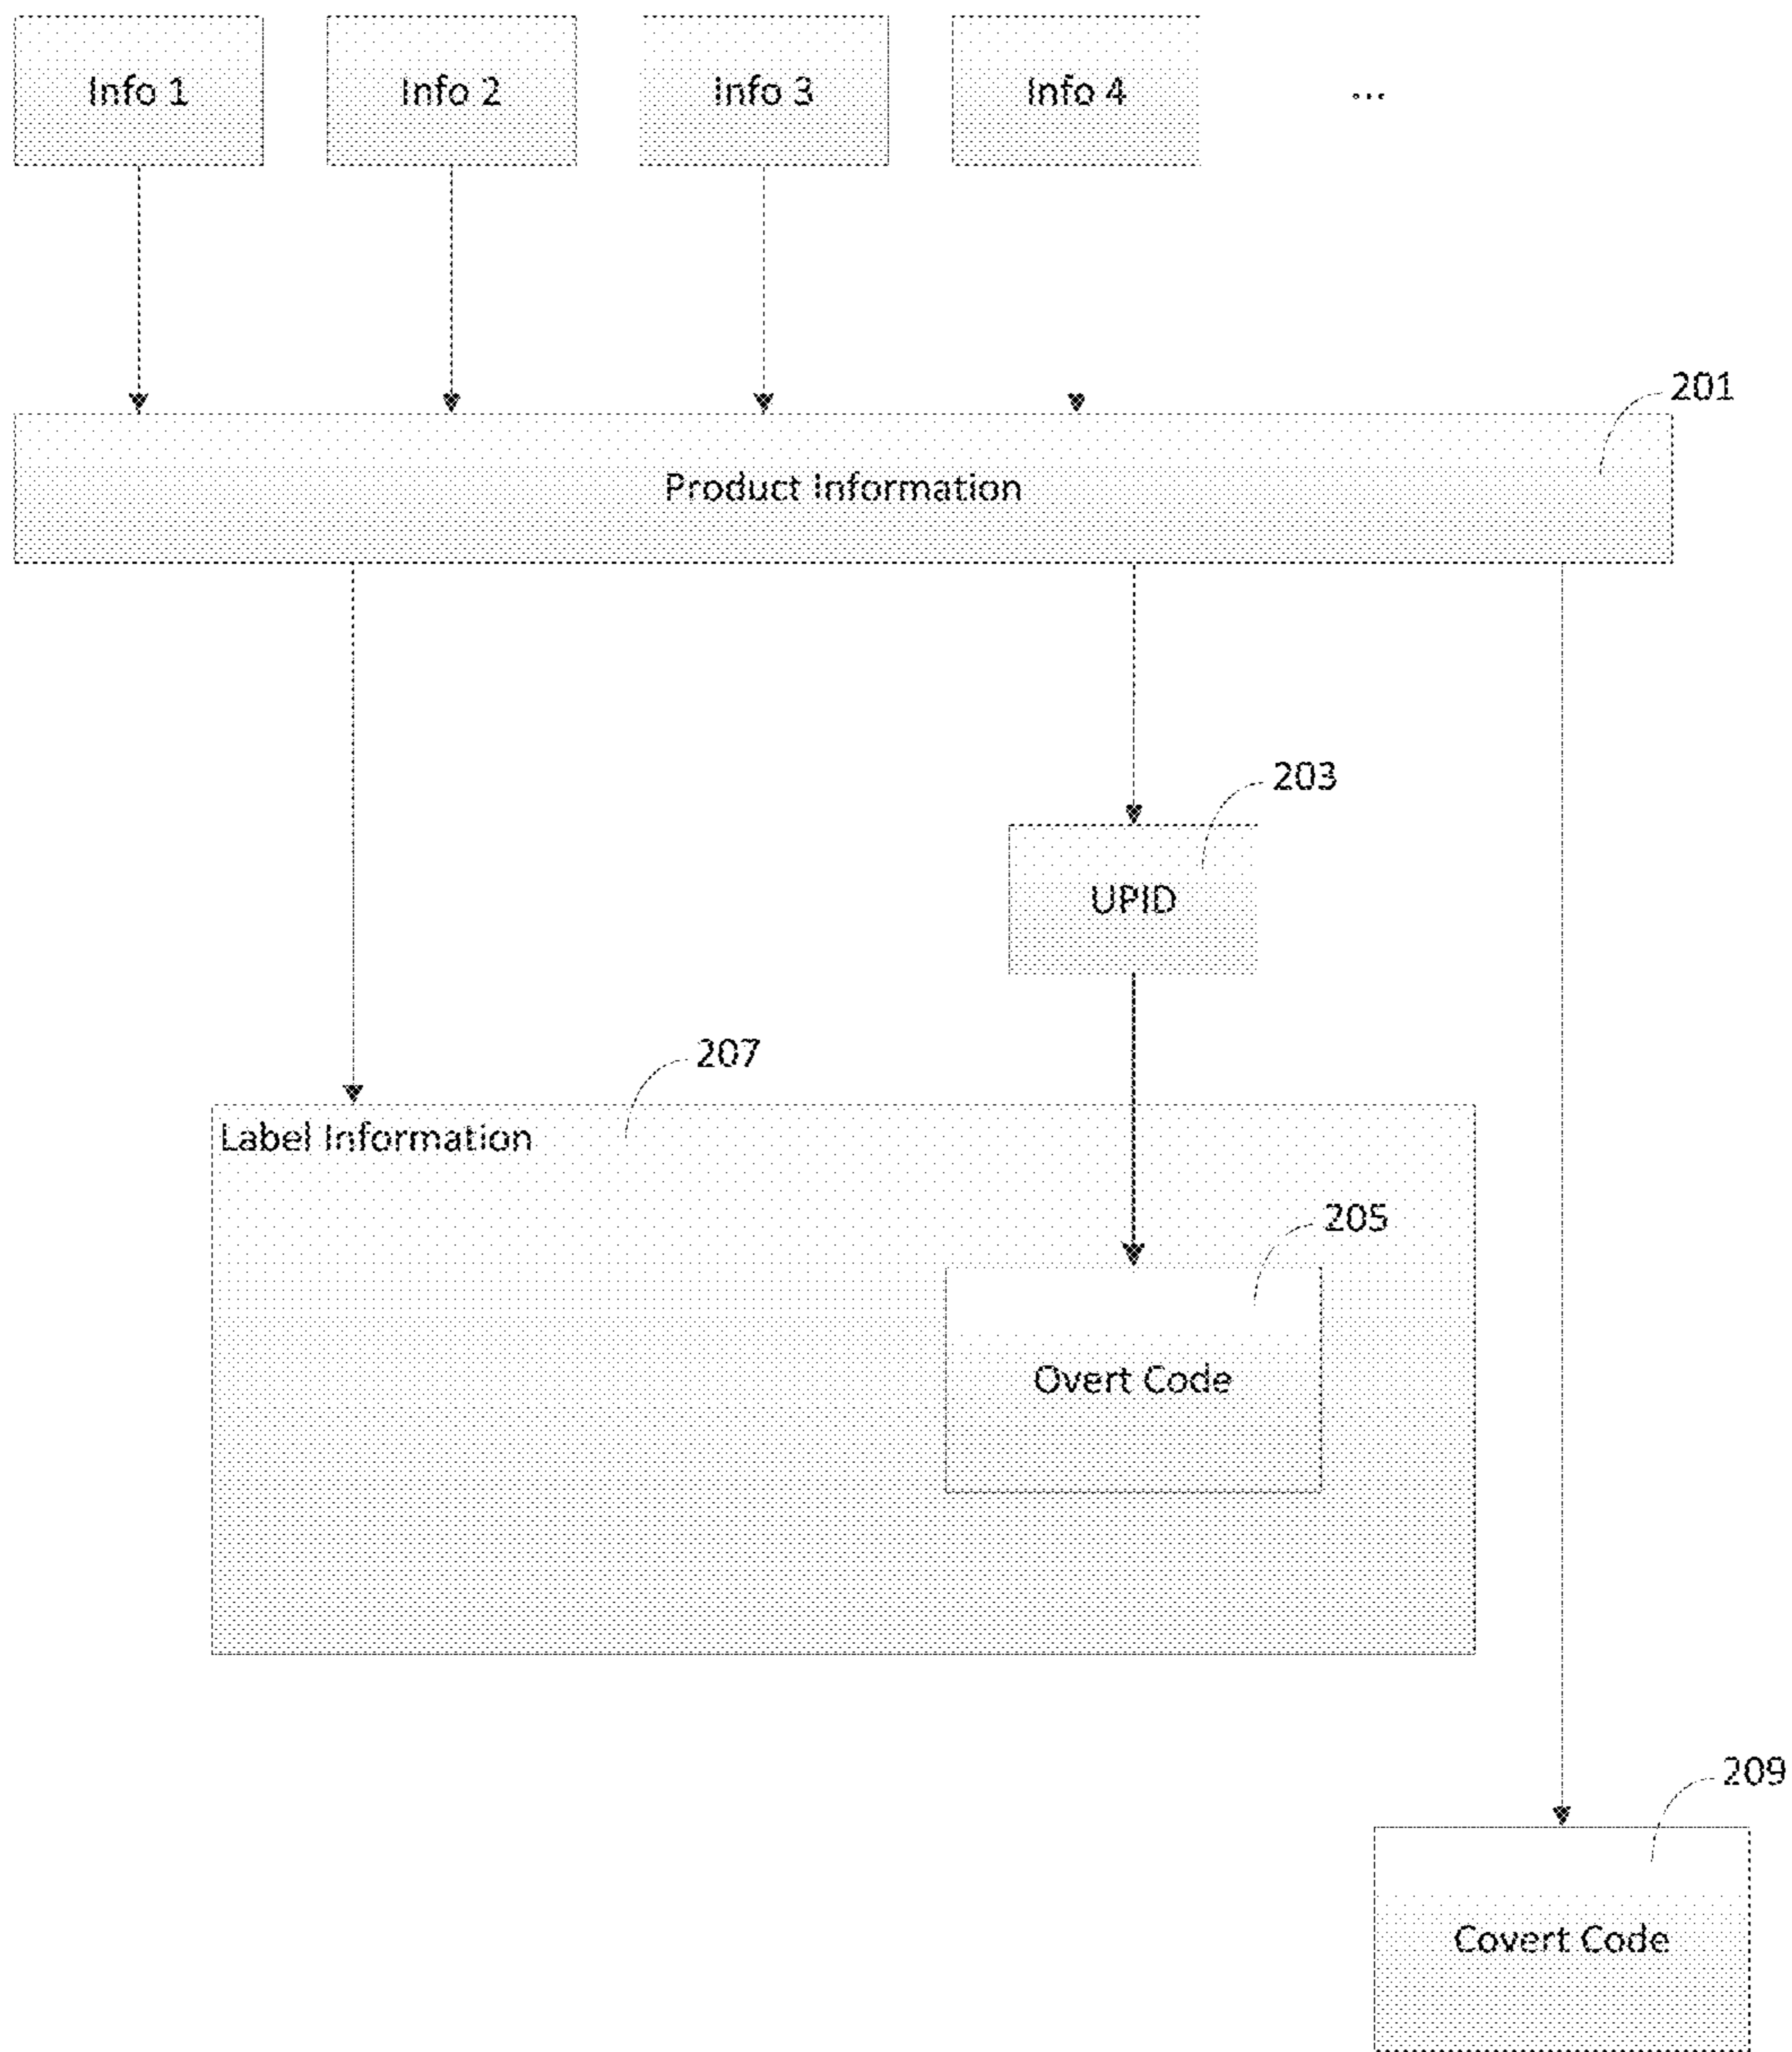 Info 1
Info 2
Info 3
Info 4
...
201
Product Information
203
UPID
207
Label Information
205
Overt Code
209
Covert Code